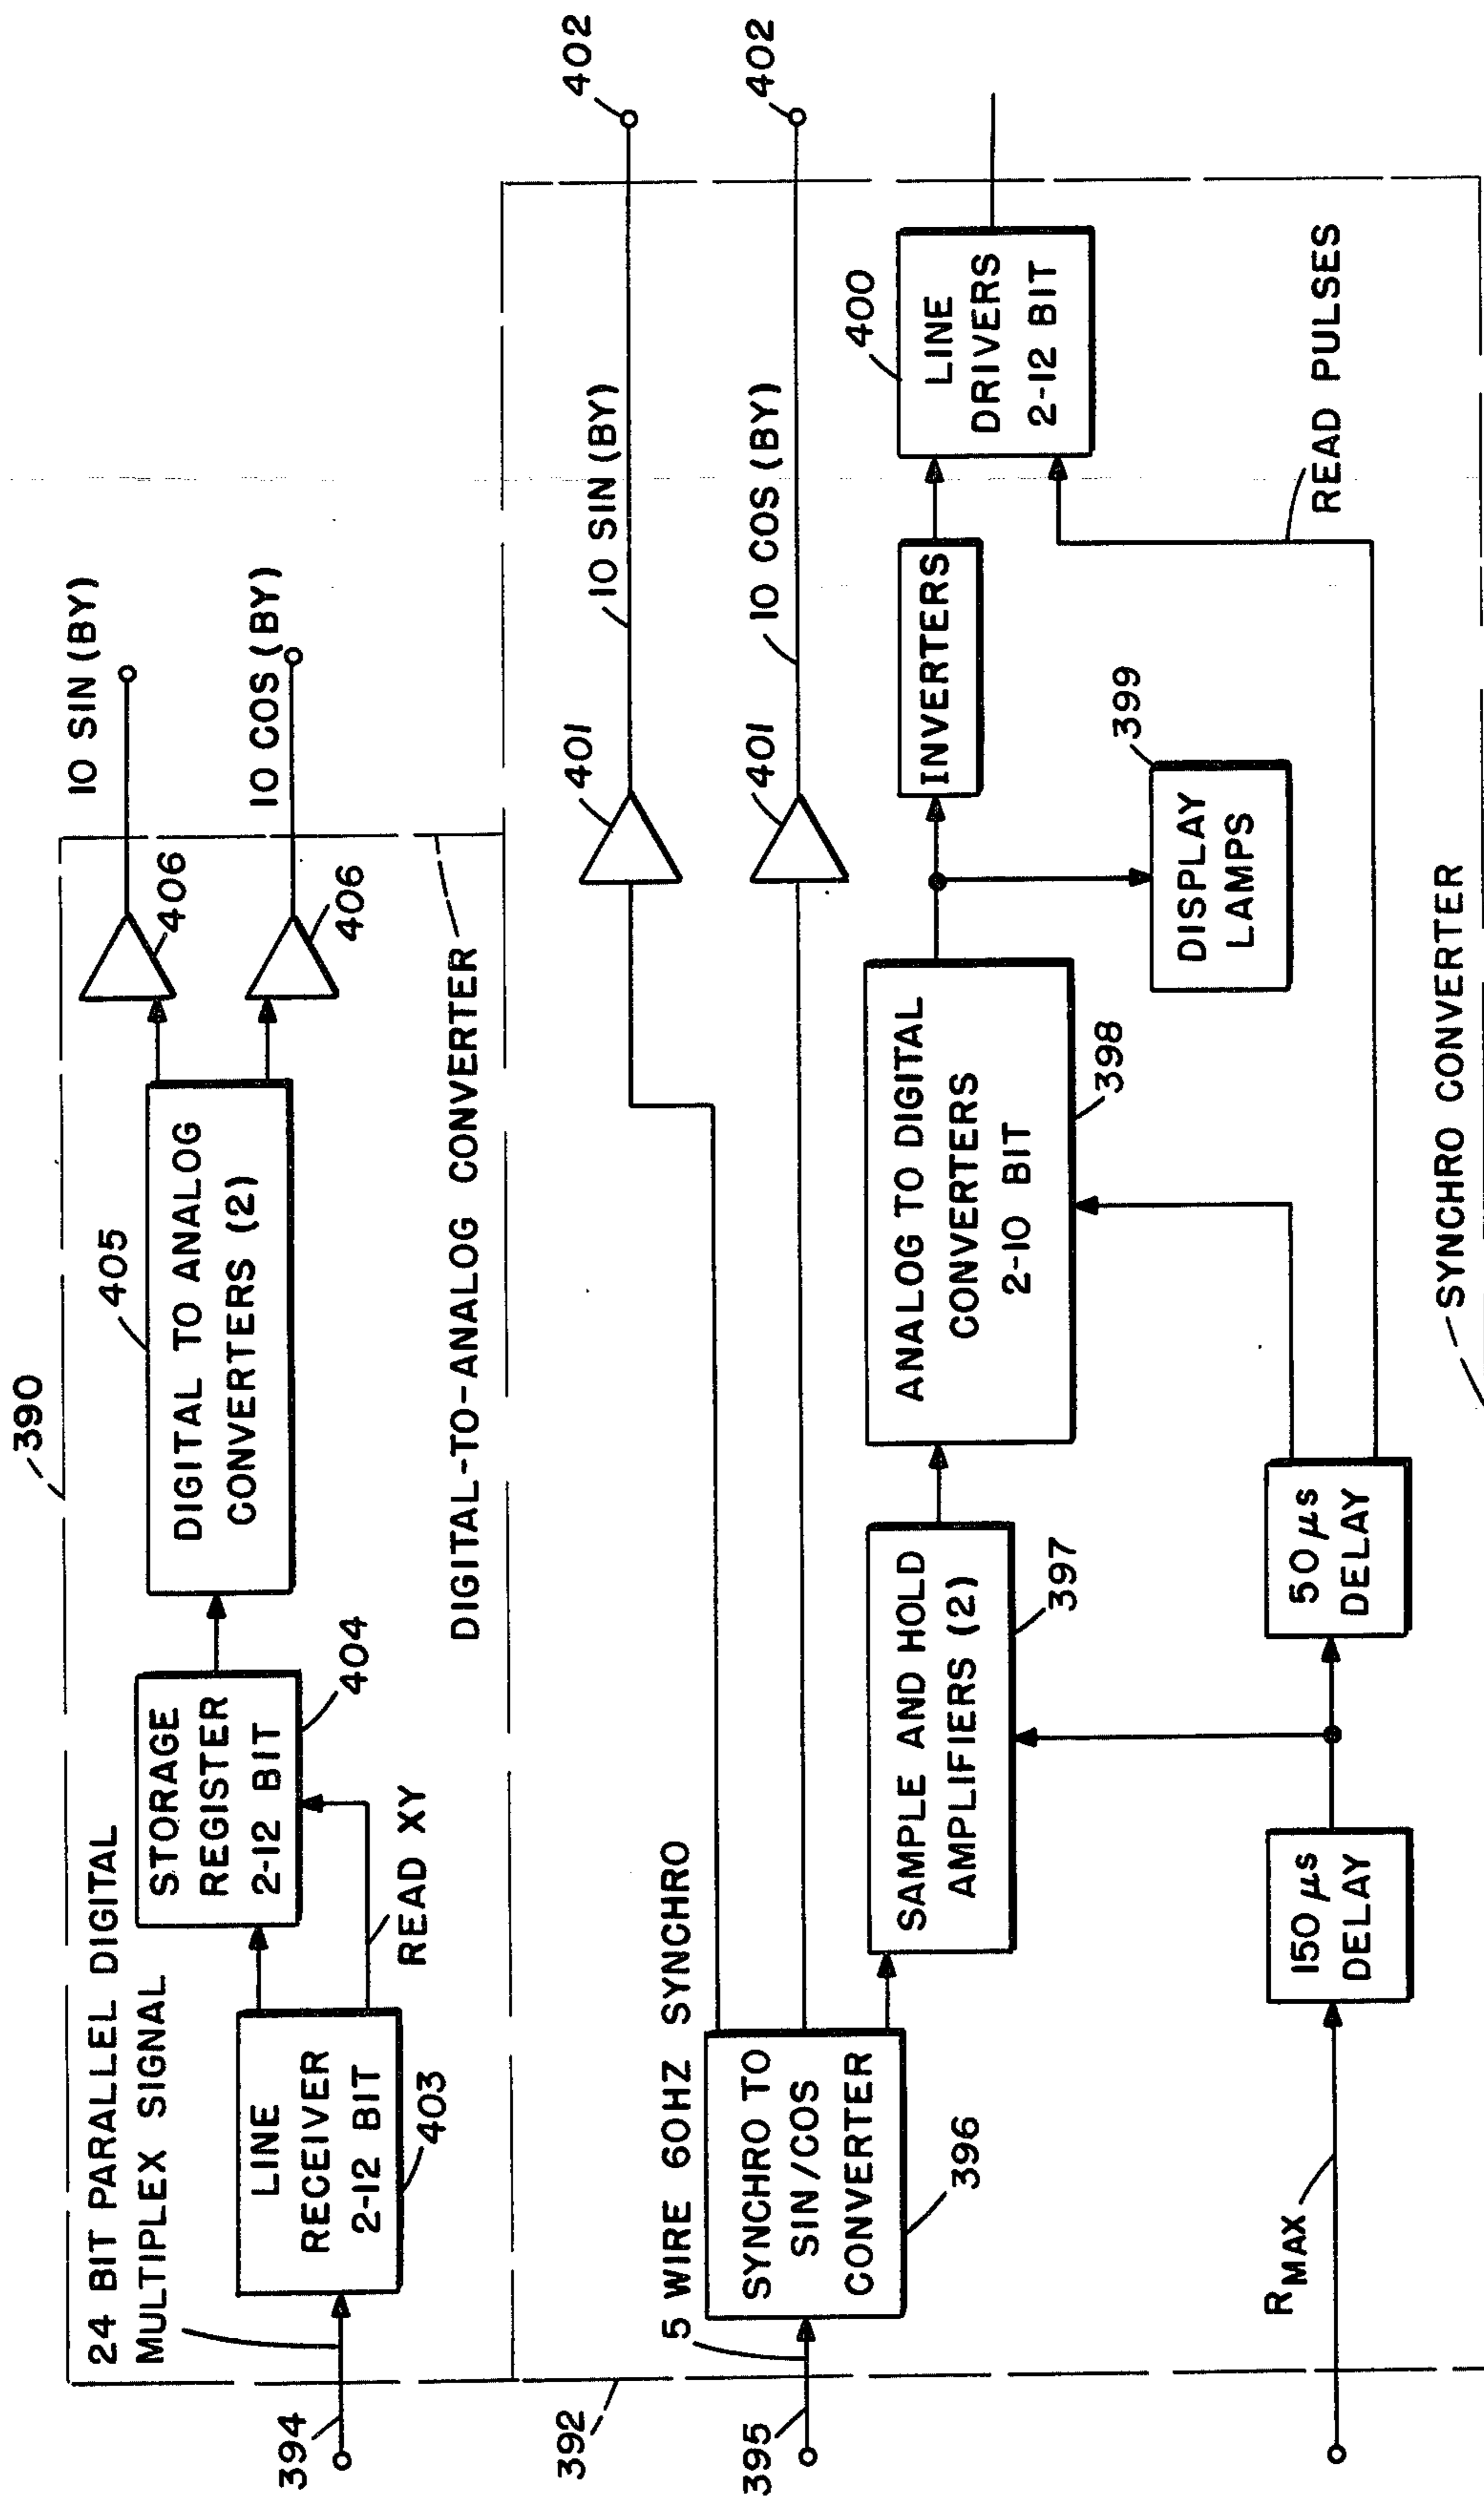 390
24 BIT PARALLEL DIGITAL
MULTIPLEX SIGNAL
394
LINE
RECEIVER
2-12 BIT
403
STORAGE
REGISTER
2-12 BIT
404
READ XY
405
DIGITAL TO ANALOG
CONVERTERS (2)
406
406
10 SIN (BY)
10 COS (BY)
DIGITAL-TO-ANALOG CONVERTER
392
5 WIRE 60HZ SYNCHRO
395
SYNCHRO TO
SIN/COS
CONVERTER
396
401
10 SIN (BY)
402
401
10 COS (BY)
402
SAMPLE AND HOLD
AMPLIFIERS (2)
397
ANALOG TO DIGITAL
CONVERTERS
2-10 BIT
398
INVERTERS
400
LINE
DRIVERS
2-12 BIT
DISPLAY
LAMPS
399
RMAX
150 µs
DELAY
50 µs
DELAY
READ PULSES
SYNCHRO CONVERTER